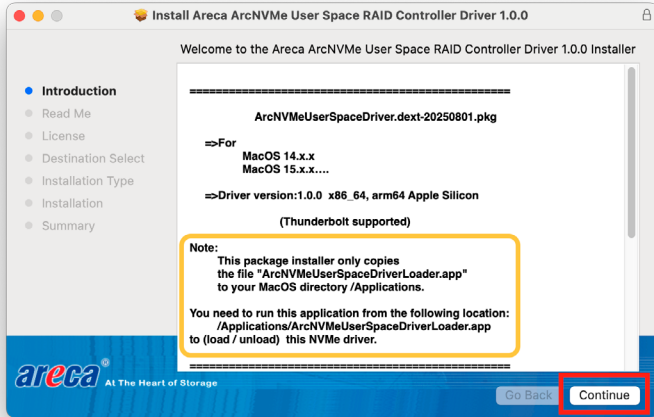 Install Areca ArcNVMe User Space RAID Controller Driver 1.0.0
Welcome to the Areca ArcNVMe User Space RAID Controller Driver 1.0.0 Installer
Introduction
Read Me
License
Destination Select
Installation Type
Installation
Summary
================================================
ArcNVMeUserSpaceDriver.dext-20250801.pkg
=>For
MacOS 14.x.x
MacOS 15.x.x....
=>Driver version:1.0.0 x86_64, arm64 Apple Silicon
(Thunderbolt supported)
Note:
This package installer only copies
the file "ArcNVMeUserSpaceDriverLoader.app"
to your MacOS directory /Applications.
You need to run this application from the following location:
/Applications/ArcNVMeUserSpaceDriverLoader.app
to (load / unload) this NVMe driver.
================================================
areca® At The Heart of Storage
Go Back Continue